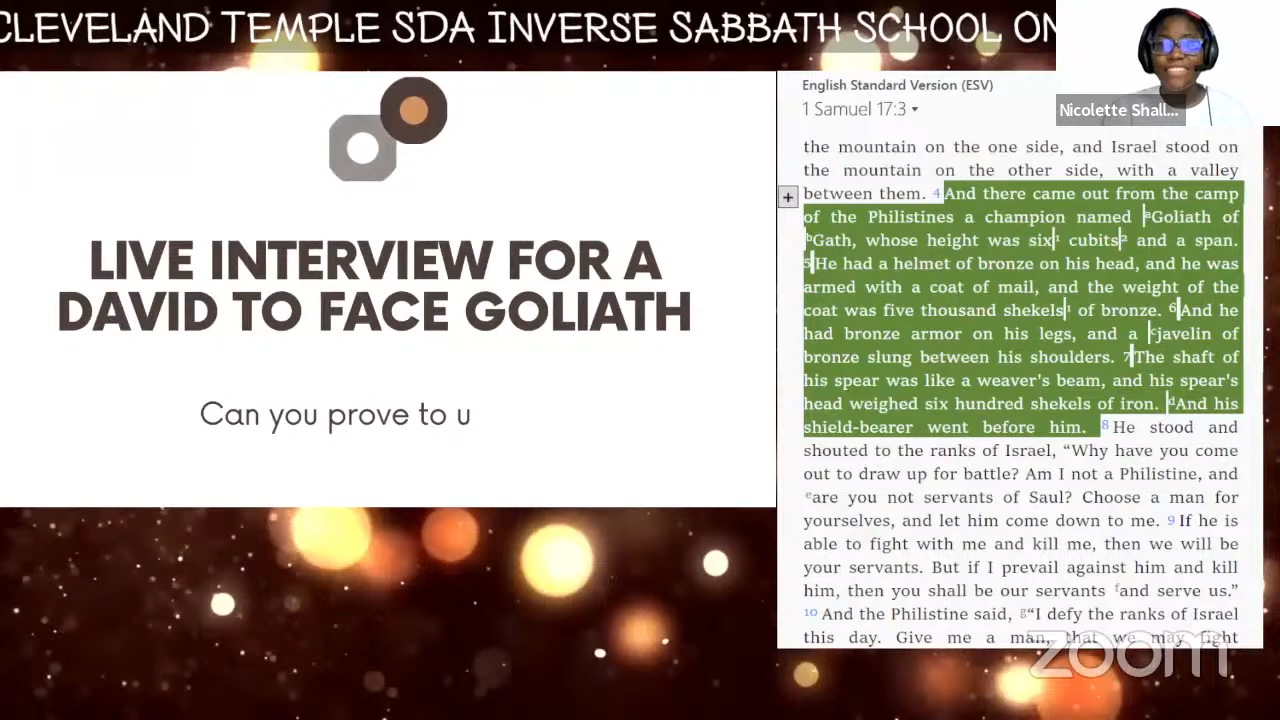 CLEVELAND TEMPLE SDA INVERSE SABBATH SCHOOL ON
Nicolette Shall...
LIVE INTERVIEW FOR A
DAVID TO FACE GOLIATH
Can you prove to u
English Standard Version (ESV)
1 Samuel 17:3
the mountain on the one side, and Israel stood on
the mountain on the other side, with a valley
between them. 4 And there came out from the camp
of the Philistines a champion named aGoliath of
bGath, whose height was six1 cubits2 and a span.
5 He had a helmet of bronze on his head, and he was
armed with a coat of mail, and the weight of the
coat was five thousand shekels1 of bronze. 6 And he
had bronze armor on his legs, and a cjavelin of
bronze slung between his shoulders. 7 The shaft of
his spear was like a weaver's beam, and his spear's
head weighed six hundred shekels of iron. dAnd his
shield-bearer went before him. 8 He stood and
shouted to the ranks of Israel, “Why have you come
out to draw up for battle? Am I not a Philistine, and
eare you not servants of Saul? Choose a man for
yourselves, and let him come down to me. 9 If he is
able to fight with me and kill me, then we will be
your servants. But if I prevail against him and kill
him, then you shall be our servants fand serve us.”
10 And the Philistine said, g“I defy the ranks of Israel
this day. Give me a man, that we may fight
zoom